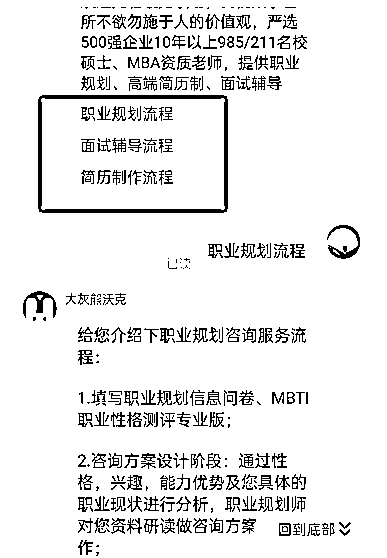 所不欲勿施于人的价值观，严选
500强企业10年以上985/211名校
硕士、MBA资质老师，提供职业
规划、高端简历制、面试辅导
职业规划流程
面试辅导流程
简历制作流程
职业规划流程
已读
大灰熊沃克
给您介绍下职业规划咨询服务流
程：
1.填写职业规划信息问卷、MBTI
职业性格测评专业版；
2.咨询方案设计阶段：通过性
格，兴趣，能力优势及您具体的
职业现状进行分析，职业规划师
对您资料研读做咨询方案
作；
回到底部